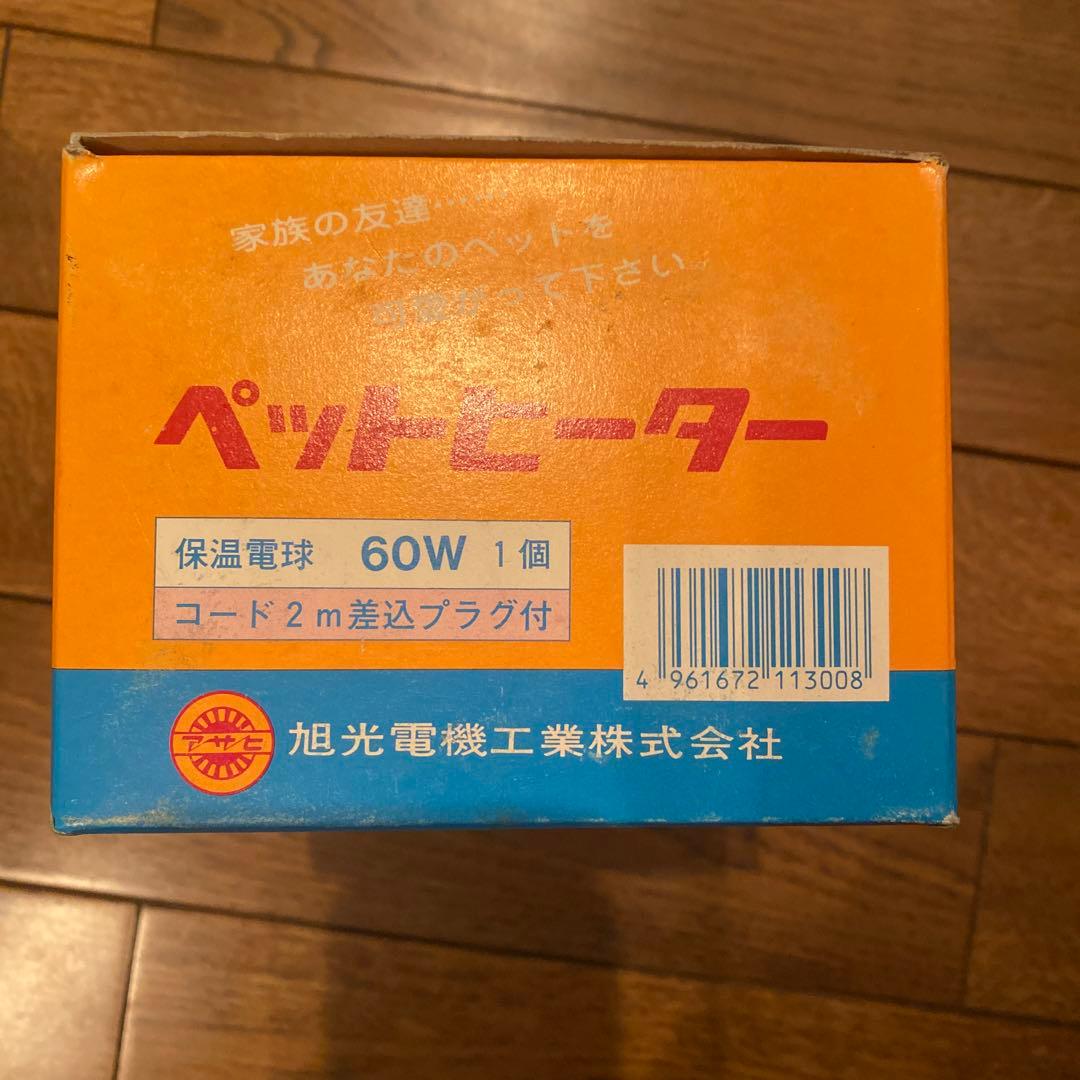 家族の友達……
あなたのペットを
可愛がって下さい
ペットヒーター
保温電球 60W 1個
コード2m差込プラグ付
4 961672 113008
アサヒ
旭光電機工業株式会社